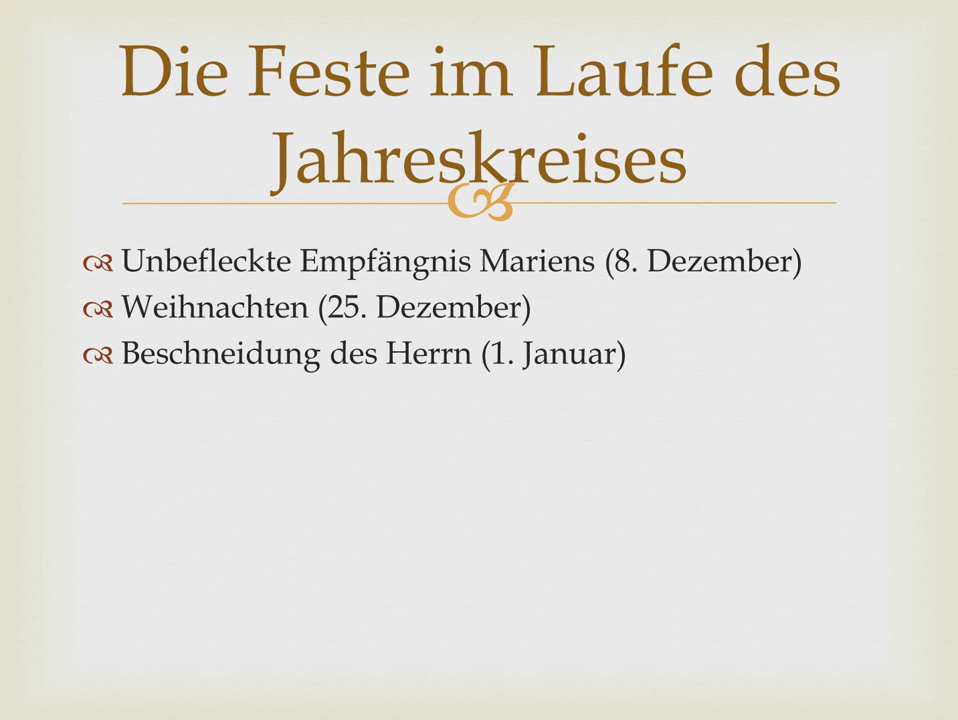 Die Feste im Laufe des
Jahreskreises
Unbefleckte Empfängnis Mariens (8. Dezember)
Weihnachten (25. Dezember)
Beschneidung des Herrn (1. Januar)